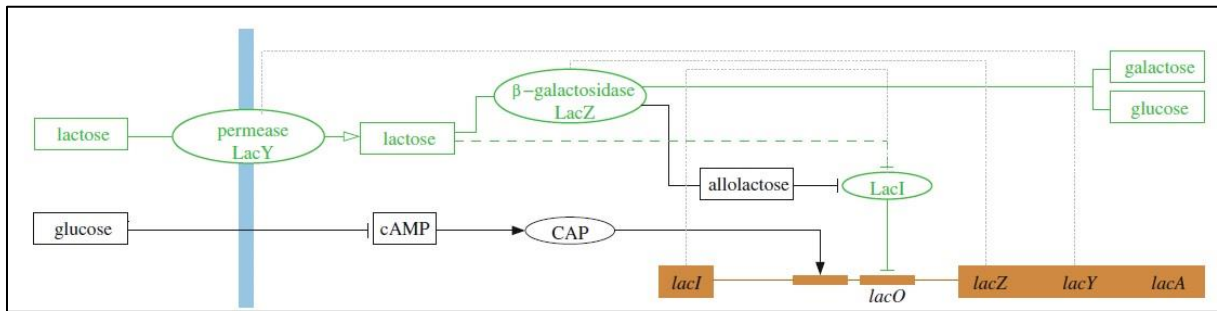 galactose
β-galactosidase
LacZ
glucose
lactose
permease
LacY
lactose
allolactose
LacI
glucose
cAMP
CAP
lacI
lacO
lacZ
lacY
lacA